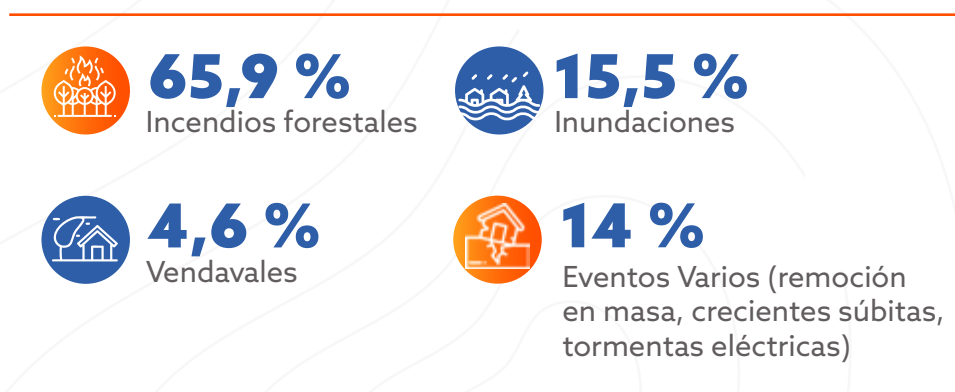 65,9 %
Incendios forestales
15,5 %
Inundaciones
4,6 %
Vendavales
14 %
Eventos Varios (remoción
en masa, crecientes súbitas,
tormentas eléctricas)